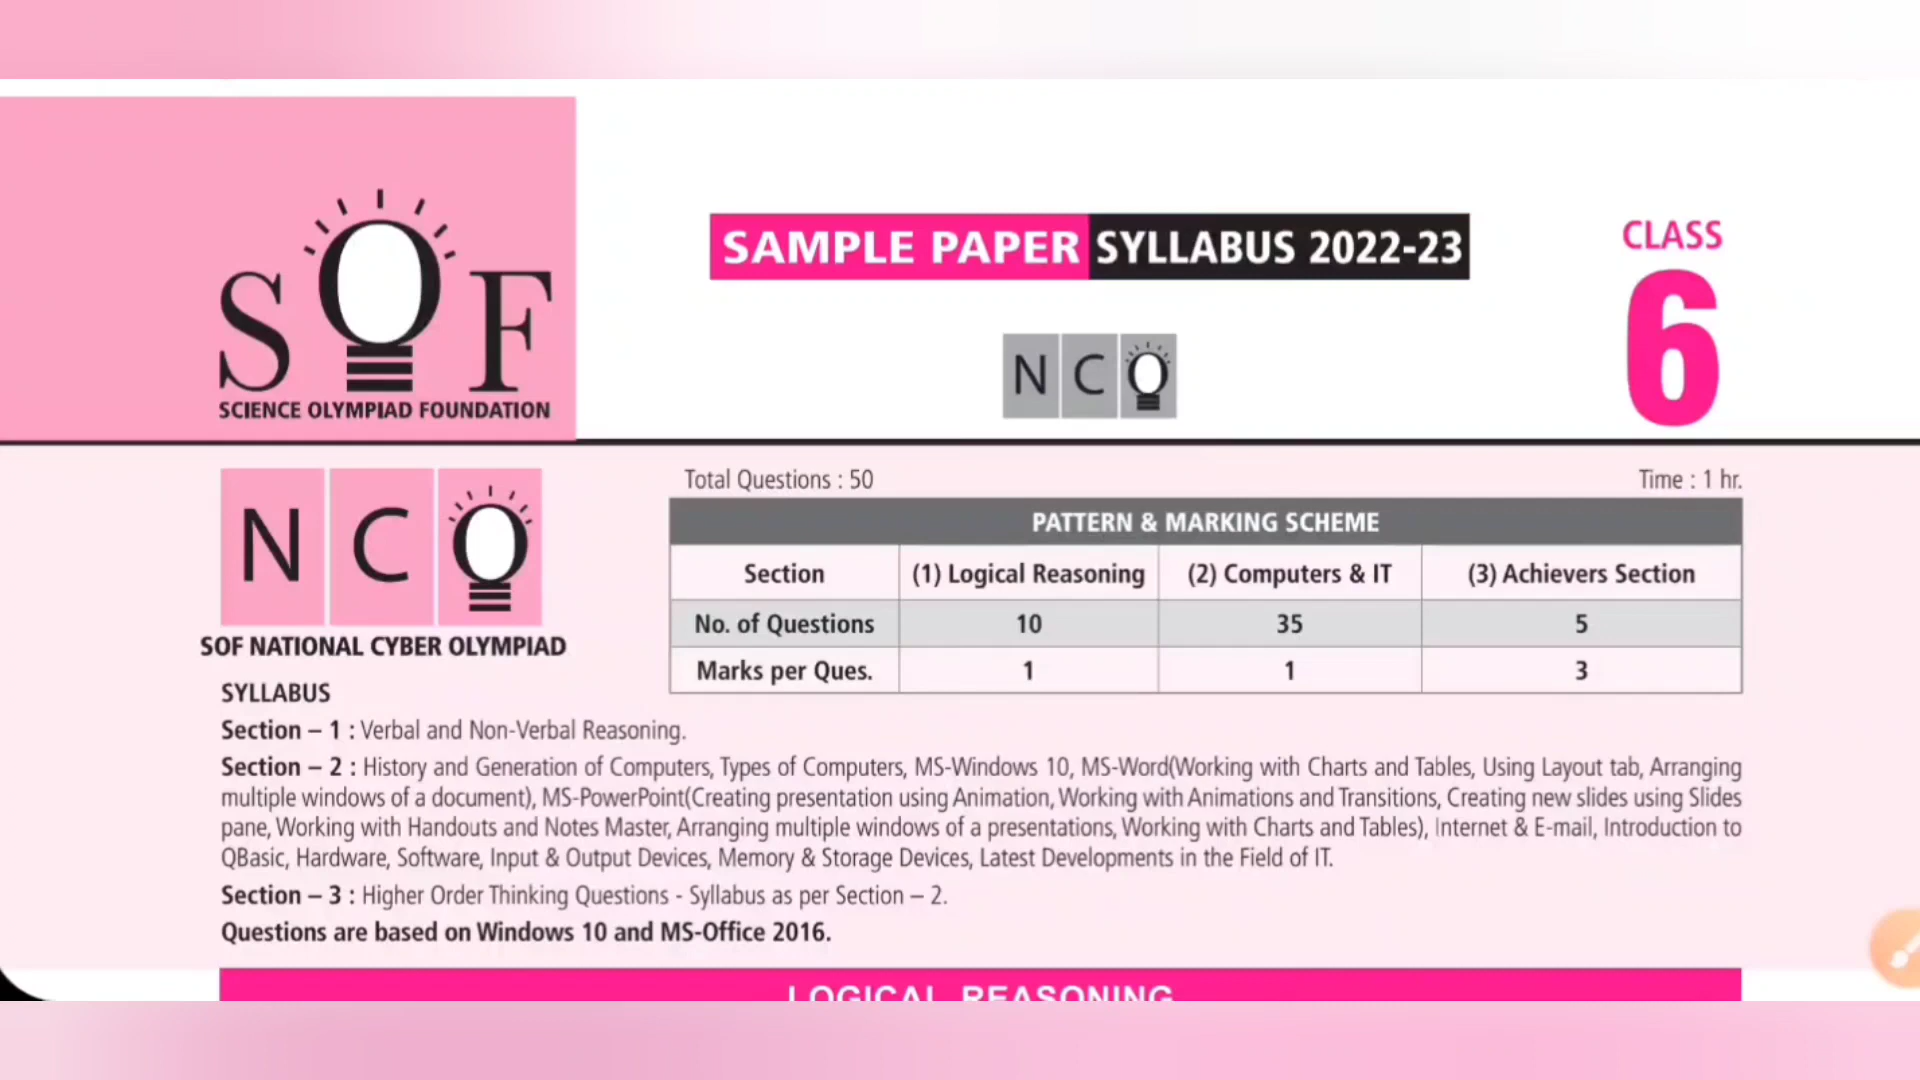 SOF
SCIENCE OLYMPIAD FOUNDATION
SAMPLE PAPER SYLLABUS 2022-23
NCO
CLASS
6
NCO
SOF NATIONAL CYBER OLYMPIAD
Total Questions : 50 Time : 1 hr.
PATTERN & MARKING SCHEME
Section (1) Logical Reasoning (2) Computers & IT (3) Achievers Section
No. of Questions 10 35 5
Marks per Ques. 1 1 3
SYLLABUS
Section – 1 : Verbal and Non-Verbal Reasoning.
Section – 2 : History and Generation of Computers, Types of Computers, MS-Windows 10, MS-Word(Working with Charts and Tables, Using Layout tab, Arranging
multiple windows of a document), MS-PowerPoint(Creating presentation using Animation, Working with Animations and Transitions, Creating new slides using Slides
pane, Working with Handouts and Notes Master, Arranging multiple windows of a presentations, Working with Charts and Tables), Internet & E-mail, Introduction to
QBasic, Hardware, Software, Input & Output Devices, Memory & Storage Devices, Latest Developments in the Field of IT.
Section – 3 : Higher Order Thinking Questions - Syllabus as per Section – 2.
Questions are based on Windows 10 and MS-Office 2016.
LOGICAL REASONING